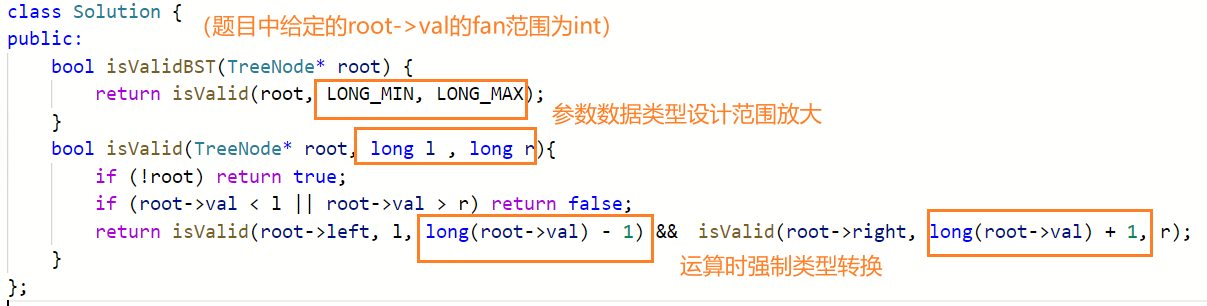 class Solution {
(题目中给定的root->val的fan范围为int)
public:
    bool isValidBST(TreeNode* root) {
        return isValid(root, LONG_MIN, LONG_MAX);
参数数据类型设计范围放大
    }
    bool isValid(TreeNode* root, long l , long r){
        if (!root) return true;
        if (root->val < l || root->val > r) return false;
        return isValid(root->left, l, long(root->val) - 1) &&  isValid(root->right, long(root->val) + 1, r);
    }
运算时强制类型转换
};